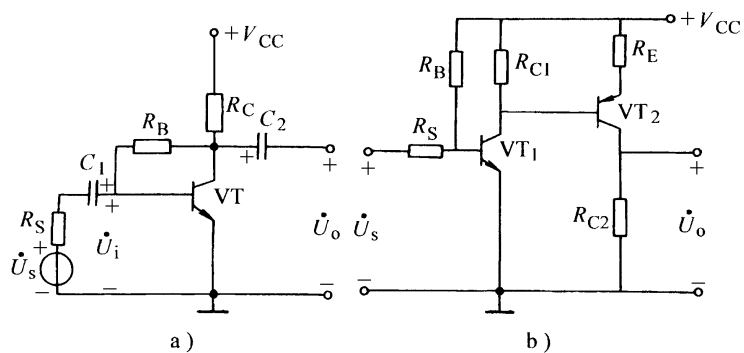 +V_CC
R_C
C_2
R_B
+
C_1
+
+
VT
R_S
+
U̇_i
U̇_s
−
−
+
U̇_o
−
a)
+V_CC
R_B
R_C1
R_E
VT_2
R_S
+
VT_1
+
U̇_s
R_C2
U̇_o
−
−
b)